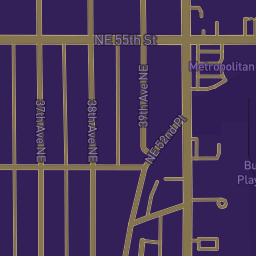 NE 55th St
Metropolitan
37th Ave NE
38th Ave NE
39th Ave NE
NE 52nd Pl
Bu
Play